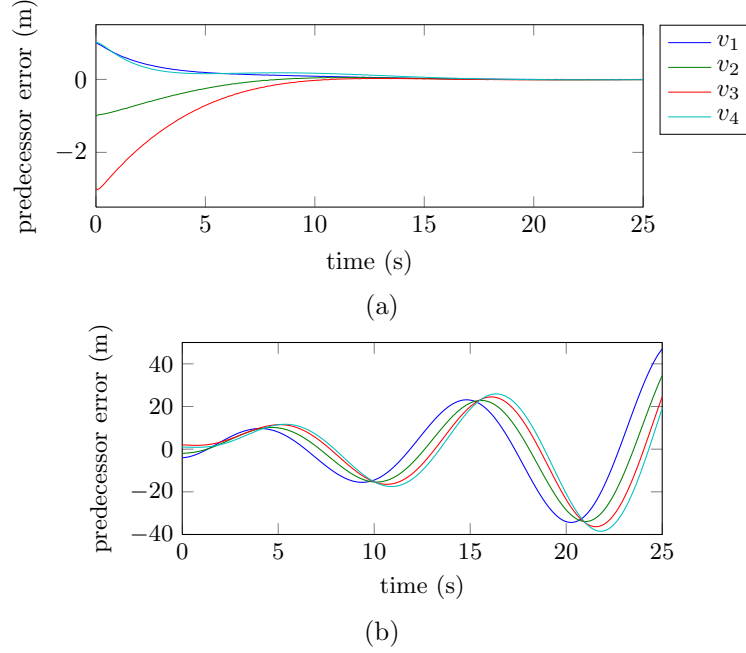 predecessor error (m)
0
−2
0 5 10 15 20 25
time (s)
v1
v2
v3
v4
(a)
predecessor error (m)
40
20
0
−20
−40
0 5 10 15 20 25
time (s)
(b)